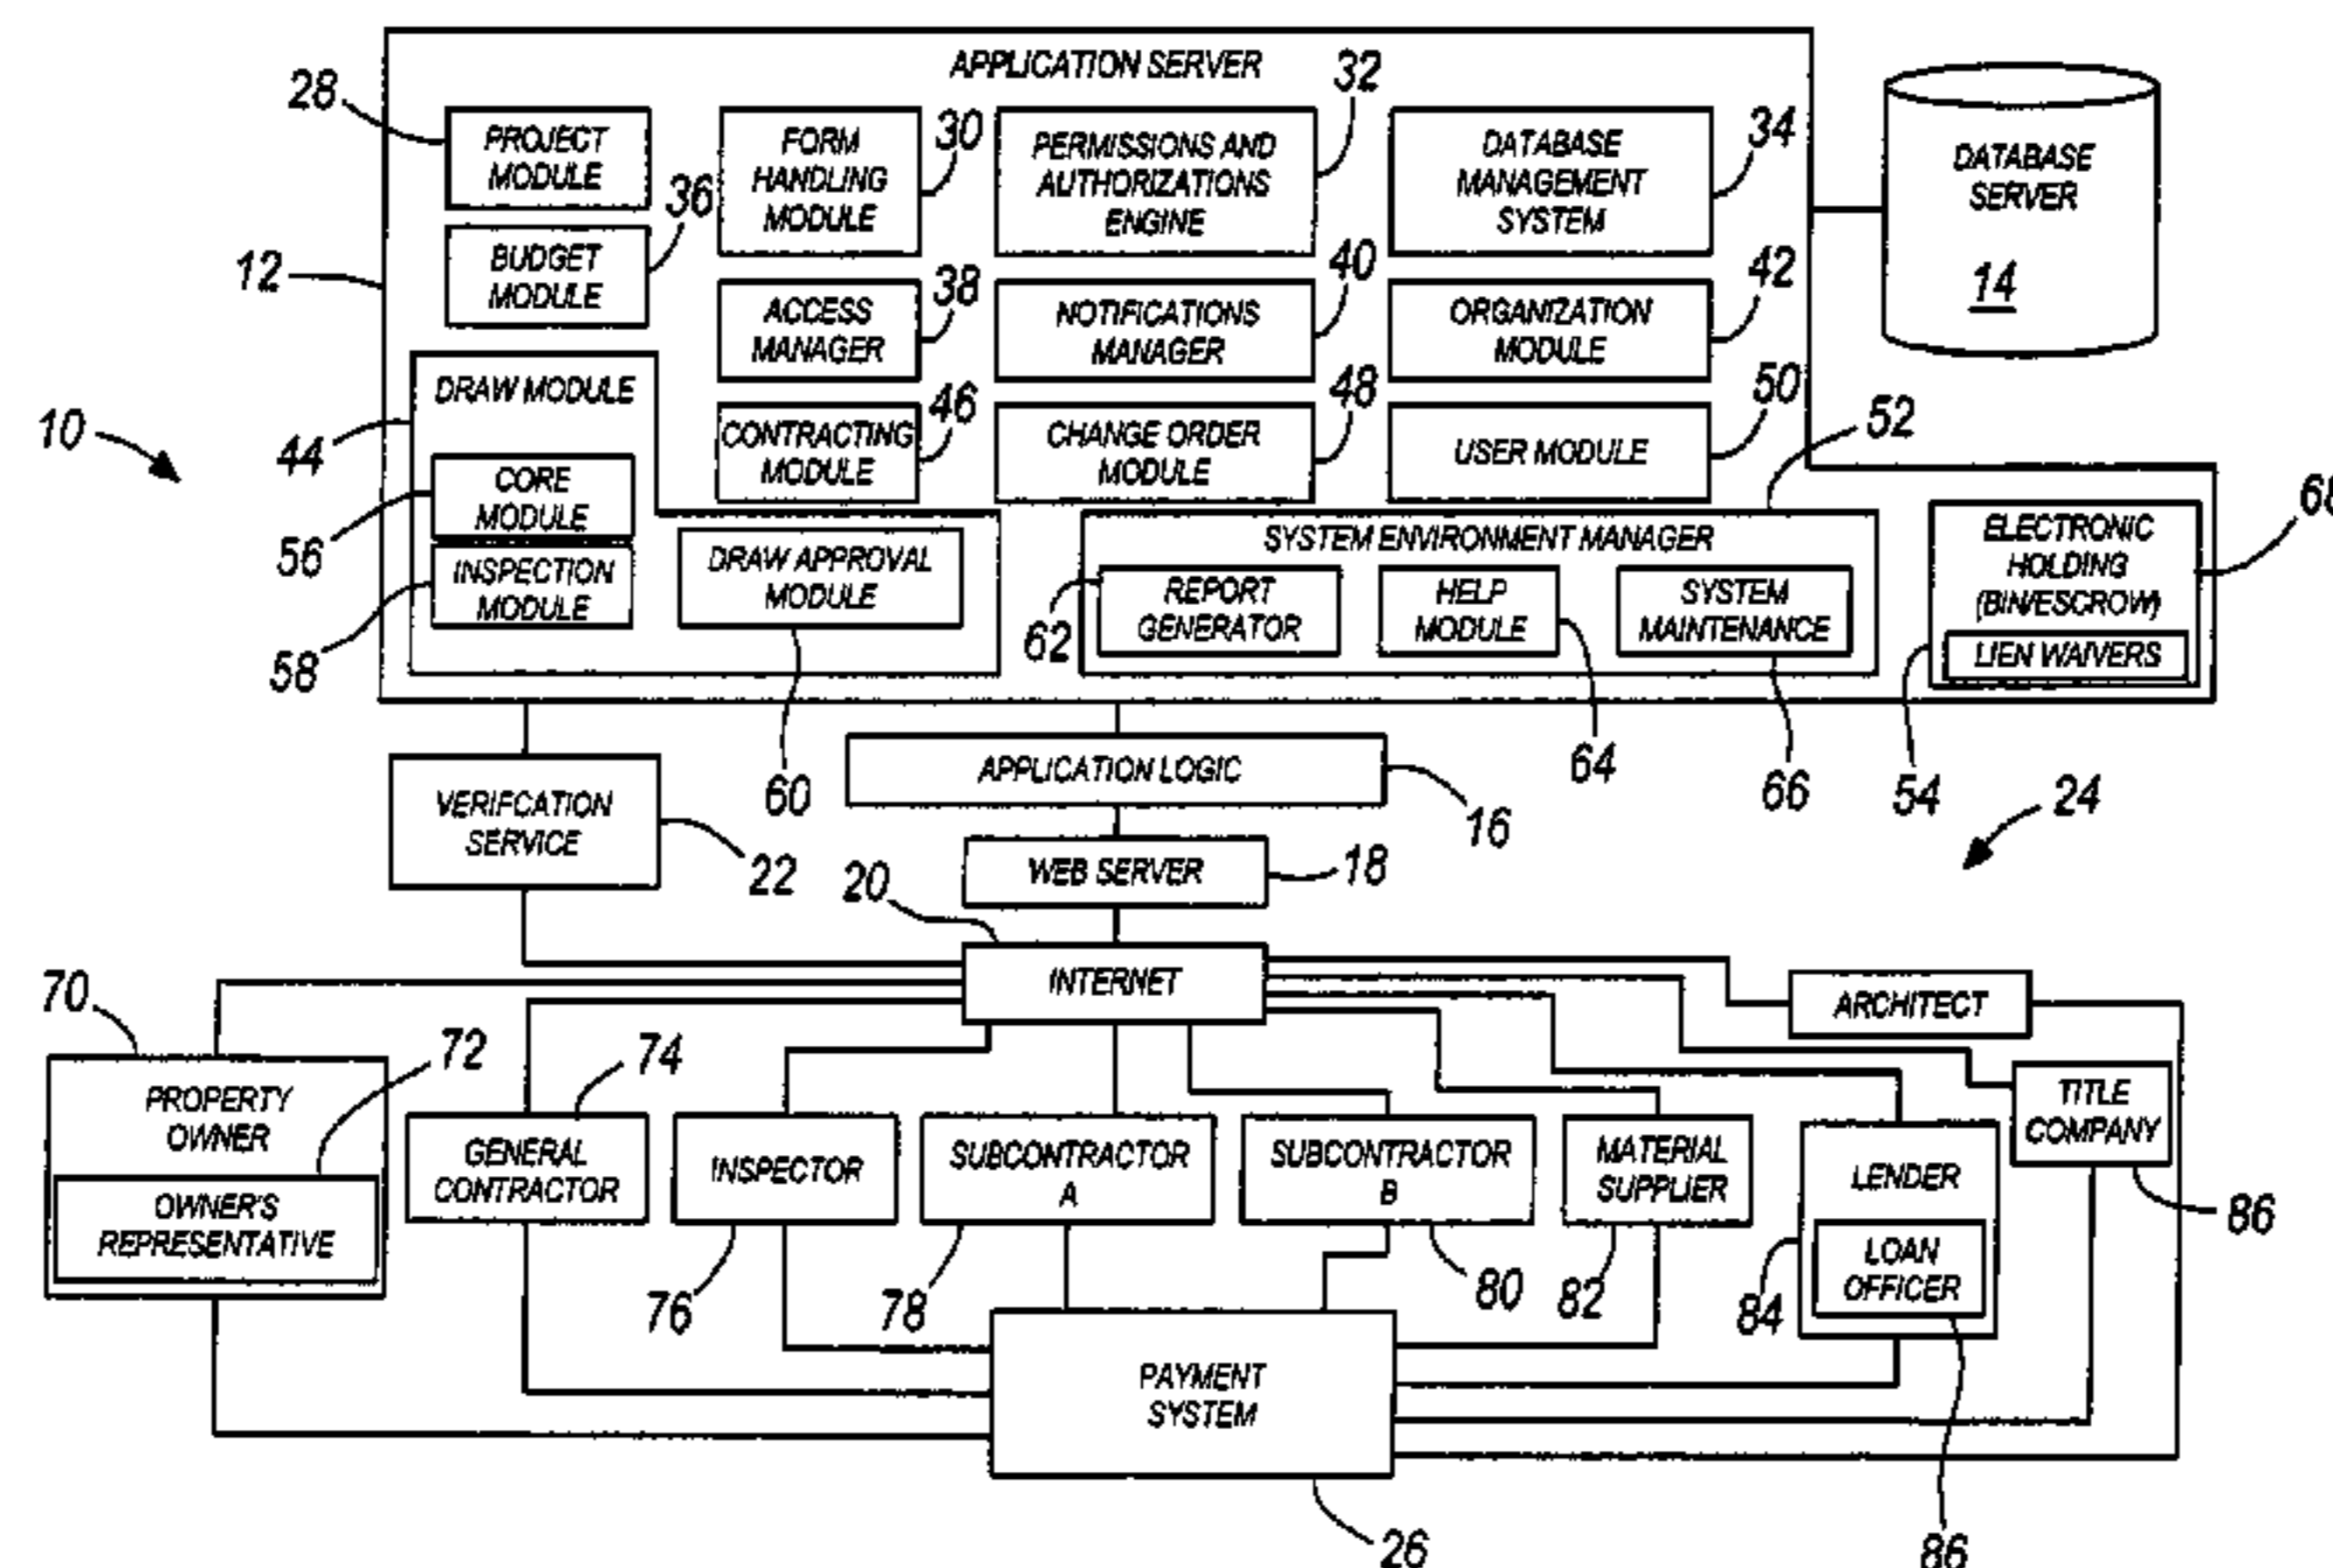 APPLICATION SERVER
28
PROJECT
MODULE
FORM
HANDLING
MODULE
30
PERMISSIONS AND
AUTHORIZATIONS
ENGINE
32
DATABASE
MANAGEMENT
SYSTEM
34
DATABASE
SERVER
14
12
BUDGET
MODULE
36
ACCESS
MANAGER
38
NOTIFICATIONS
MANAGER
40
ORGANIZATION
MODULE
42
10
44
DRAW MODULE
CONTRACTING
MODULE
46
CHANGE ORDER
MODULE
48
USER MODULE
50
52
56
CORE
MODULE
58
INSPECTION
MODULE
DRAW APPROVAL
MODULE
60
SYSTEM ENVIRONMENT MANAGER
62
REPORT
GENERATOR
HELP
MODULE
64
SYSTEM
MAINTENANCE
66
ELECTRONIC
HOLDING
(BIN/ESCROW)
LIEN WAIVERS
68
54
24
VERIFCATION
SERVICE
22
APPLICATION LOGIC
16
WEB SERVER
18
20
INTERNET
ARCHITECT
70
PROPERTY
OWNER
72
OWNER'S
REPRESENTATIVE
74
GENERAL
CONTRACTOR
INSPECTOR
76
SUBCONTRACTOR
A
78
SUBCONTRACTOR
B
80
MATERIAL
SUPPLIER
82
LENDER
LOAN
OFFICER
84
86
TITLE
COMPANY
86
PAYMENT
SYSTEM
26